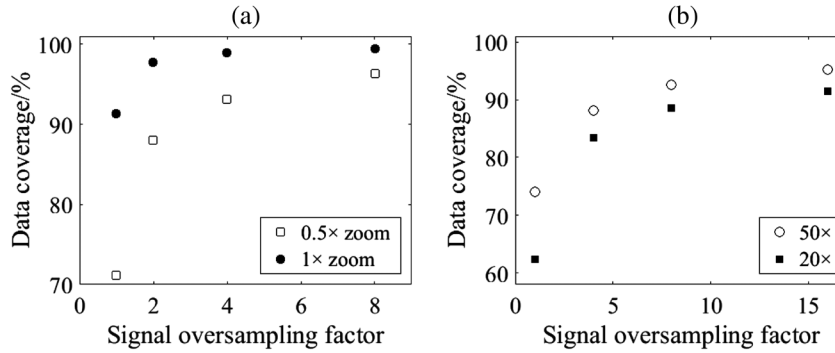 (a)
Data coverage/%
100
90
80
70
0
2
4
6
8
Signal oversampling factor
0.5× zoom
1× zoom
(b)
Data coverage/%
100
90
80
70
60
0
5
10
15
Signal oversampling factor
50×
20×